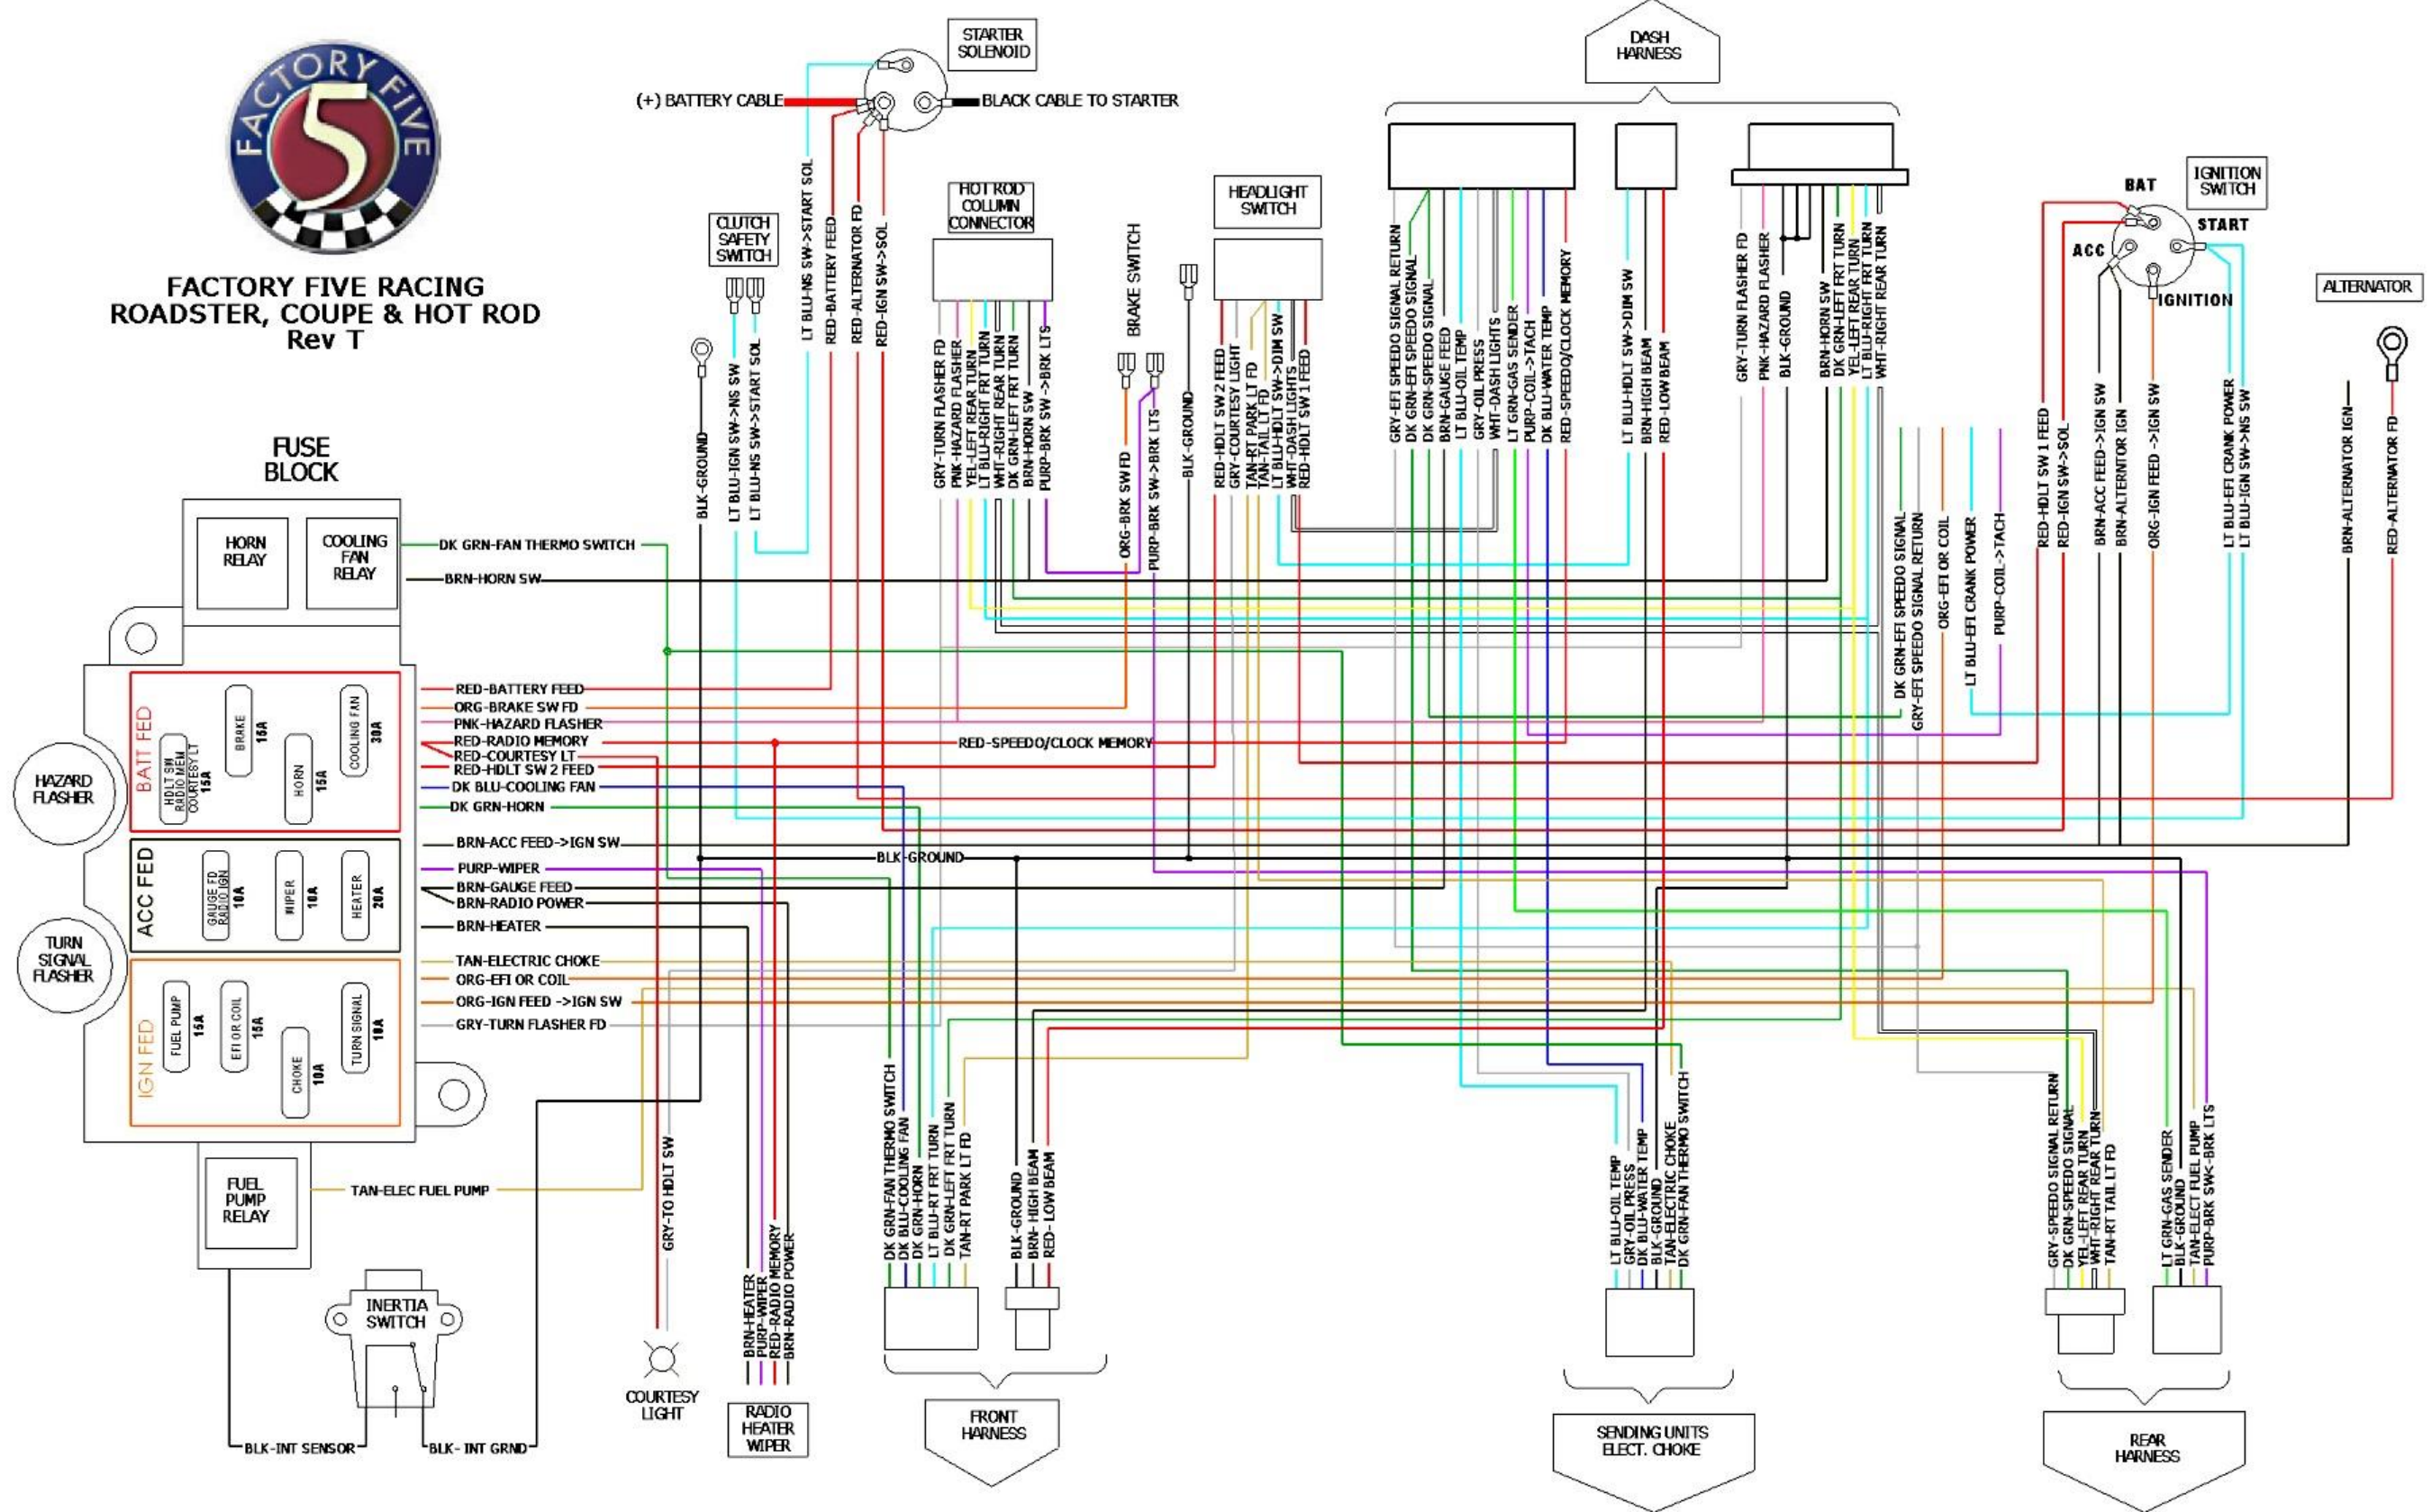 FACTORY FIVE
5
FACTORY FIVE RACING
ROADSTER, COUPE & HOT ROD
Rev T
STARTER
SOLENOID
(+) BATTERY CABLE
BLACK CABLE TO STARTER
LT BLU-NS SW->START SOL
RED-BATTERY FEED
RED-ALTERNATOR FD
RED-IGN SW->SOL
CLUTCH
SAFETY
SWITCH
BLK-GROUND
LT BLU-IGN SW->NS SW
LT BLU-NS SW->START SOL
HOT ROD
COLUMN
CONNECTOR
GRY-TURN FLASHER FD
PNK-HAZARD FLASHER
YEL-LEFT REAR TURN
LT BLU-RIGHT FRT TURN
WHT-RIGHT REAR TURN
DK GRN-LEFT FRT TURN
BRN-HORN SW
PURP-BRK SW->BRK LTS
BRAKE SWITCH
ORG-BRK SW FD
PURP-BRK SW->BRK LTS
BLK-GROUND
HEADLIGHT
SWITCH
RED-HDLT SW 2 FEED
GRY-COURTESY LIGHT
TAN-RT PARK LT FD
TAN-TAIL LT FD
LT BLU-HDLT SW->DIM SW
WHT-DASH LIGHTS
RED-HDLT SW 1 FEED
DASH
HARNESS
GRY-EFI SPEEDO SIGNAL RETURN
DK GRN-EFI SPEEDO SIGNAL
DK GRN-SPEEDO SIGNAL
BRN-GAUGE FEED
LT BLU-OIL TEMP
GRY-OIL PRESS
WHT-DASH LIGHTS
LT GRN-GAS SENDER
PURP-COIL->TACH
DK BLU-WATER TEMP
RED-SPEEDO/CLOCK MEMORY
LT BLU-HDLT SW->DIM SW
BRN-HIGH BEAM
RED-LOW BEAM
GRY-TURN FLASHER FD
PNK-HAZARD FLASHER
BLK-GROUND
BRN-HORN SW
DK GRN-LEFT FRT TURN
YEL-LEFT REAR TURN
LT BLU-RIGHT FRT TURN
WHT-RIGHT REAR TURN
DK GRN-EFI SPEEDO SIGNAL
GRY-EFI SPEEDO SIGNAL RETURN
ORG-EFI OR COIL
LT BLU-EFI CRANK POWER
PURP-COIL->TACH
IGNITION
SWITCH
BAT
START
ACC
IGNITION
RED-HDLT SW 1 FEED
RED-IGN SW->SOL
BRN-ACC FEED->IGN SW
BRN-ALTERNTOR IGN
ORG-IGN FEED ->IGN SW
LT BLU-EFI CRANK POWER
LT BLU-IGN SW->NS SW
ALTERNATOR
BRN-ALTERNATOR IGN
RED-ALTERNATOR FD
FUSE
BLOCK
HORN
RELAY
COOLING
FAN
RELAY
DK GRN-FAN THERMO SWITCH
BRN-HORN SW
HAZARD
FLASHER
TURN
SIGNAL
FLASHER
BATT FED
HDLT SW
RADIO MEM
COURTESY LT
15A
BRAKE
15A
HORN
15A
COOLING FAN
30A
ACC FED
GAUGE FD
RADIO IGN
10A
WIPER
10A
HEATER
20A
IGN FED
FUEL PUMP
15A
EFI OR COIL
15A
CHOKE
10A
TURN SIGNAL
10A
RED-BATTERY FEED
ORG-BRAKE SW FD
PNK-HAZARD FLASHER
RED-RADIO MEMORY
RED-SPEEDO/CLOCK MEMORY
RED-COURTESY LT
RED-HDLT SW 2 FEED
DK BLU-COOLING FAN
DK GRN-HORN
BRN-ACC FEED->IGN SW
BLK-GROUND
PURP-WIPER
BRN-GAUGE FEED
BRN-RADIO POWER
BRN-HEATER
TAN-ELECTRIC CHOKE
ORG-EFI OR COIL
ORG-IGN FEED ->IGN SW
GRY-TURN FLASHER FD
FUEL
PUMP
RELAY
TAN-ELEC FUEL PUMP
INERTIA
SWITCH
BLK-INT SENSOR
BLK- INT GRND
GRY-TO HDLT SW
COURTESY
LIGHT
BRN-HEATER
PURP-WIPER
RED-RADIO MEMORY
BRN-RADIO POWER
RADIO
HEATER
WIPER
DK GRN-FAN THERMO SWITCH
DK BLU-COOLING FAN
DK GRN-HORN
LT BLU-RT FRT TURN
DK GRN-LEFT FRT TURN
TAN-RT PARK LT FD
BLK-GROUND
BRN- HIGH BEAM
RED- LOW BEAM
FRONT
HARNESS
LT BLU-OIL TEMP
GRY-OIL PRESS
DK BLU-WATER TEMP
BLK-GROUND
TAN-ELECTRIC CHOKE
DK GRN-FAN THERMO SWITCH
SENDING UNITS
ELECT. CHOKE
GRY-SPEEDO SIGNAL RETURN
DK GRN-SPEEDO SIGNAL
YEL-LEFT REAR TURN
WHT-RIGHT REAR TURN
TAN-RT TAIL LT FD
LT GRN-GAS SENDER
BLK-GROUND
TAN-ELECT FUEL PUMP
PURP-BRK SW<-BRK LTS
REAR
HARNESS